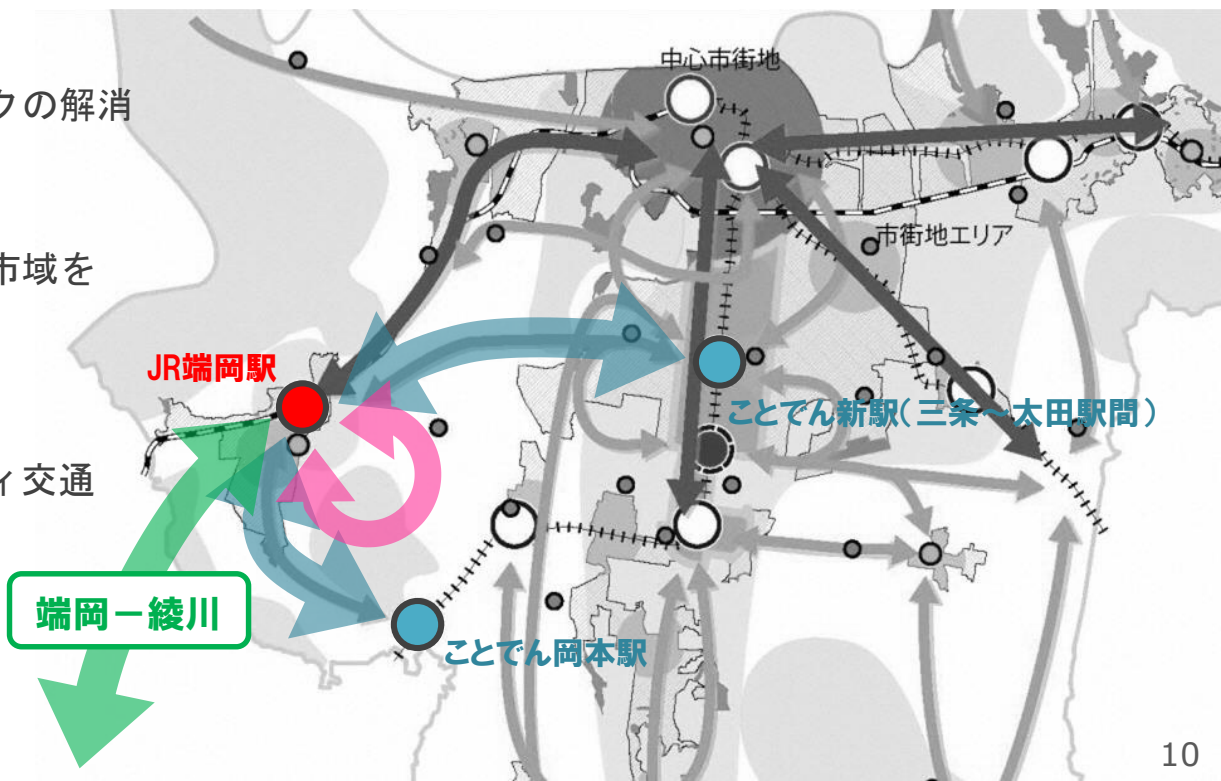 中心市街地
クの解消
市街地エリア
市域を
JR端岡駅
ことでん新駅(三条～太田駅間)
ィ交通
端岡－綾川
ことでん岡本駅
10